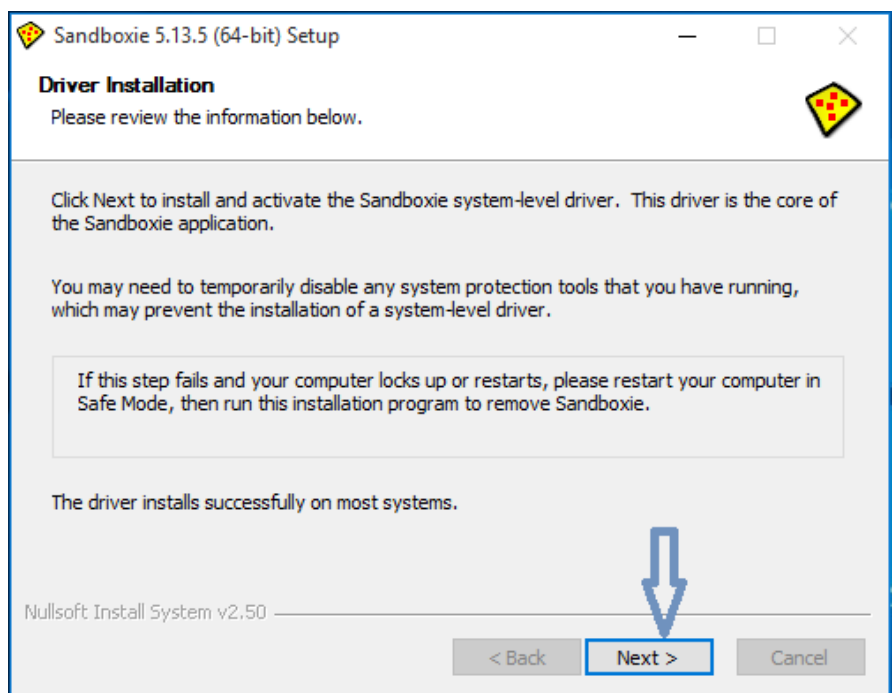 Sandboxie 5.13.5 (64-bit) Setup
Driver Installation
Please review the information below.
Click Next to install and activate the Sandboxie system-level driver.  This driver is the core of
the Sandboxie application.
You may need to temporarily disable any system protection tools that you have running,
which may prevent the installation of a system-level driver.
If this step fails and your computer locks up or restarts, please restart your computer in
Safe Mode, then run this installation program to remove Sandboxie.
The driver installs successfully on most systems.
Nullsoft Install System v2.50
< Back Next > Cancel